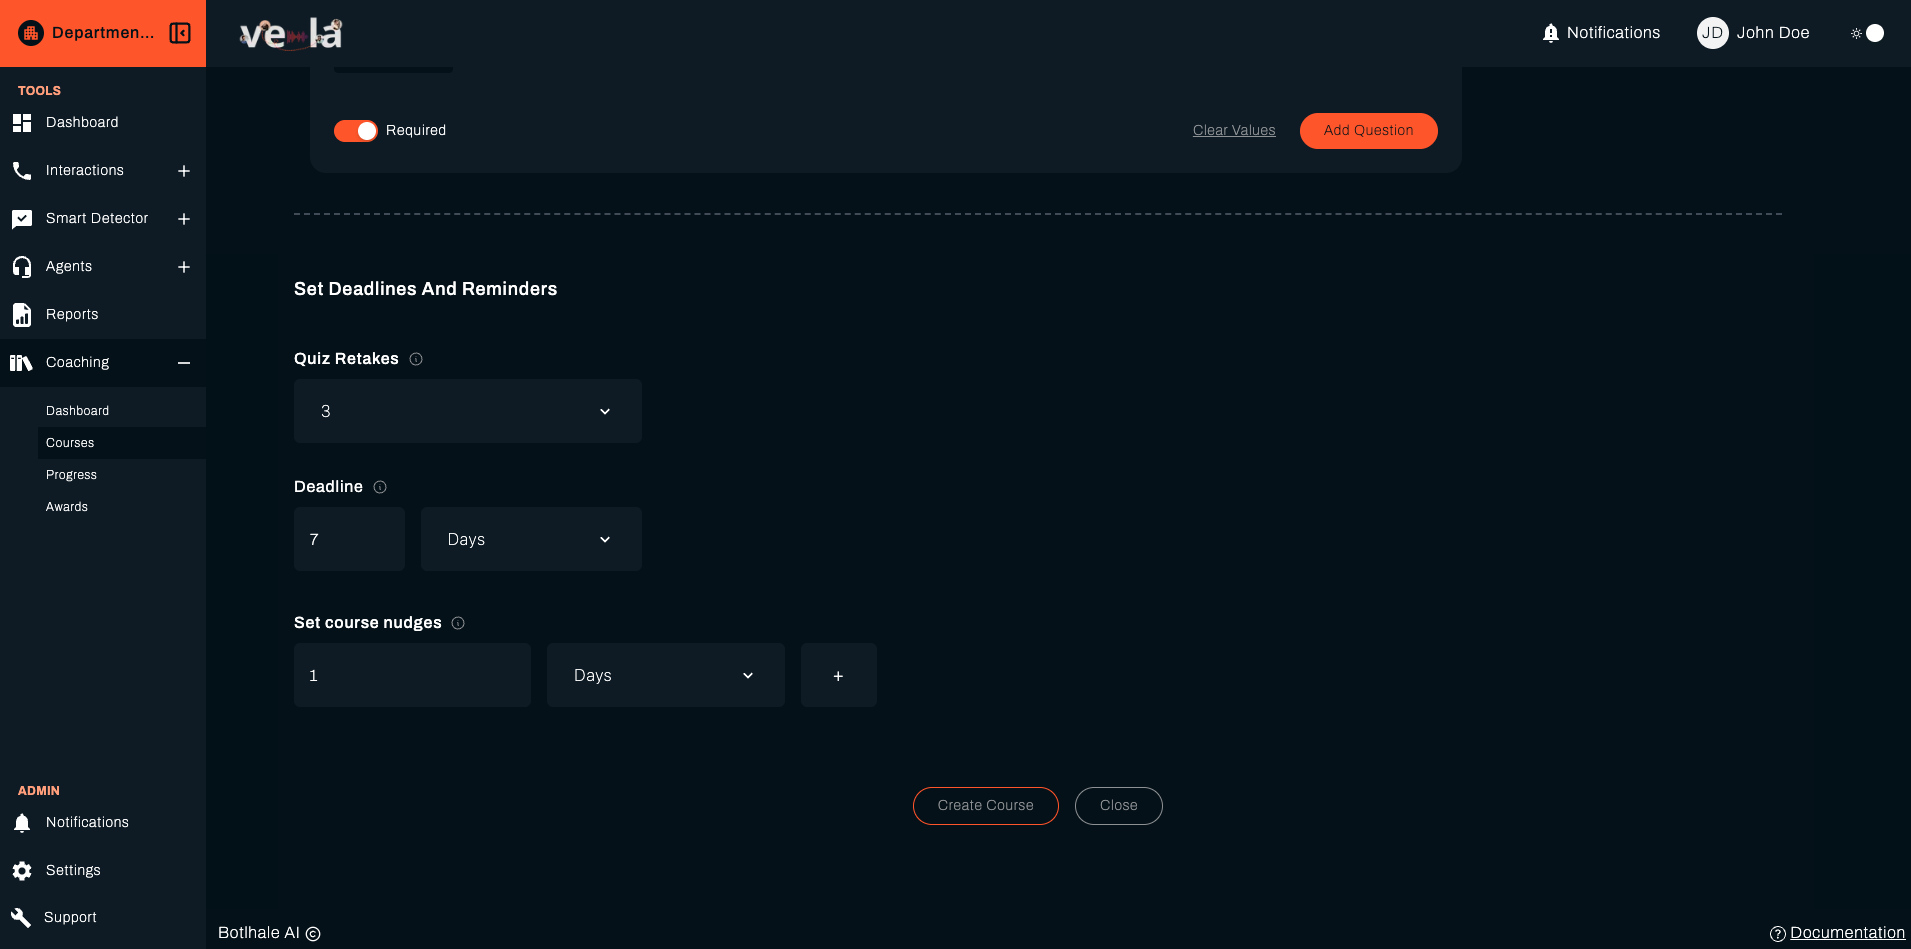 Departmen...
vela
Notifications
JD
John Doe
TOOLS
Dashboard
Interactions
Smart Detector
Agents
Reports
Coaching
Dashboard
Courses
Progress
Awards
ADMIN
Notifications
Settings
Support
Required
Clear Values
Add Question
Set Deadlines And Reminders
Quiz Retakes
3
Deadline
7
Days
Set course nudges
1
Days
+
Create Course
Close
Botlhale AI ©
Documentation